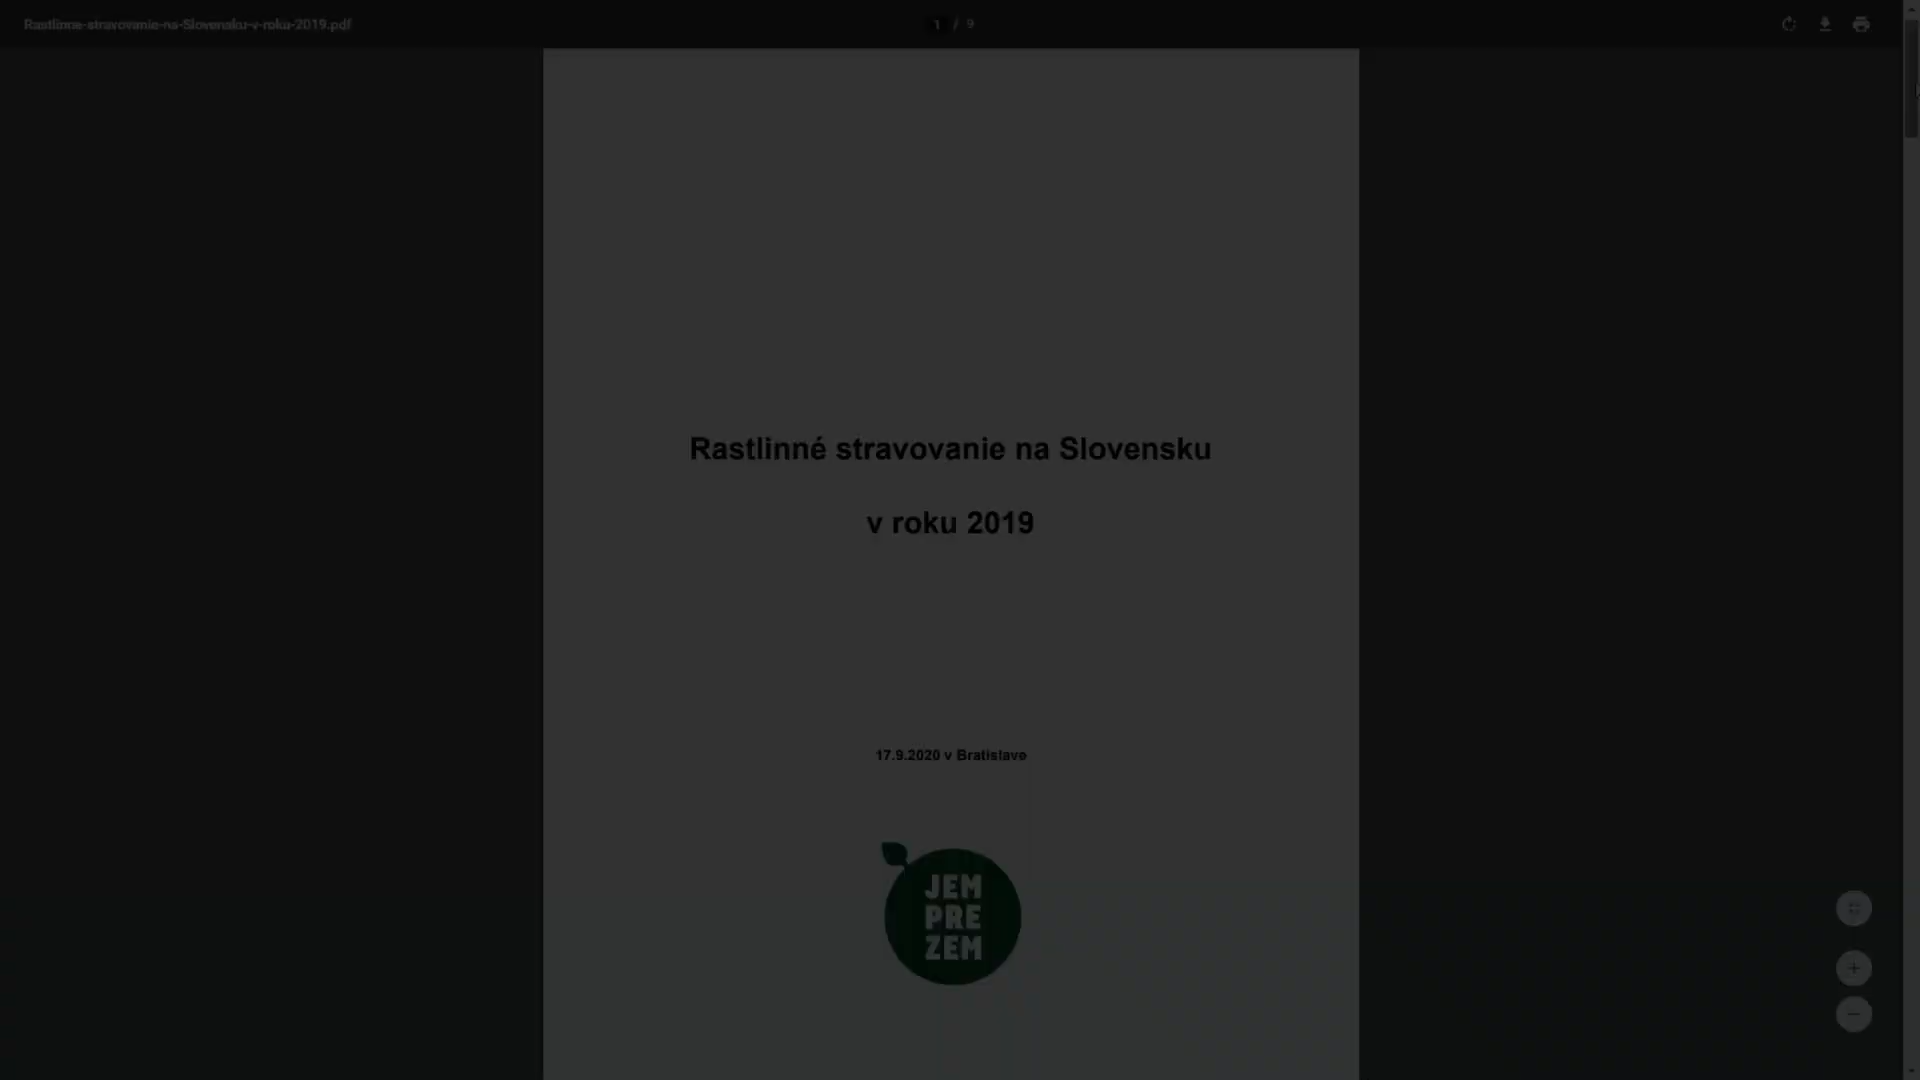 Rastlinne-stravovanie-na-Slovensku-v-roku-2019.pdf
1 / 9
Rastlinné stravovanie na Slovensku
v roku 2019
17.9.2020 v Bratislave
JEM
PRE
ZEM